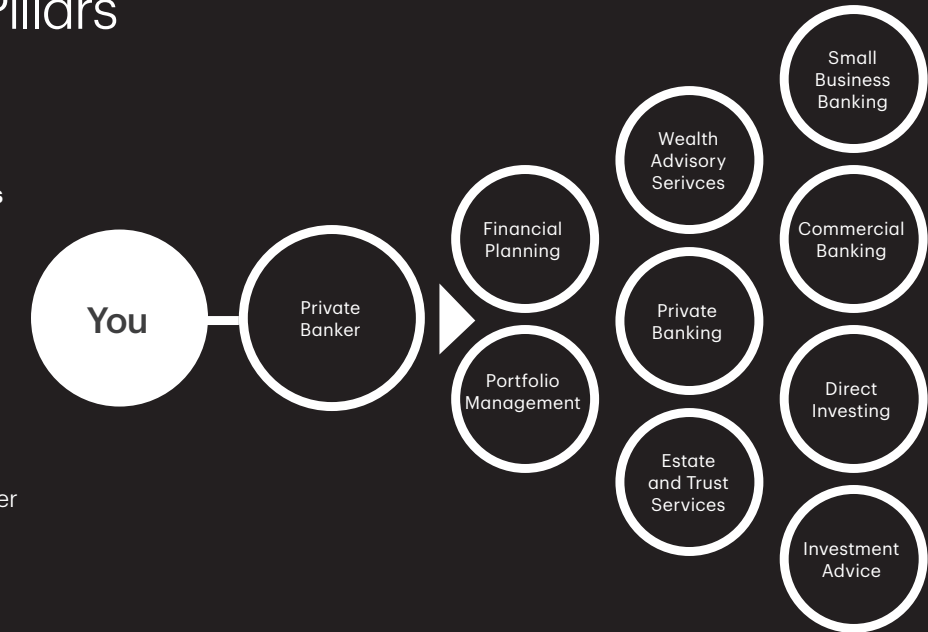 Pillars
s
You
Private
Banker
Financial
Planning
Portfolio
Management
Wealth
Advisory
Serivces
Private
Banking
Estate
and Trust
Services
Small
Business
Banking
Commercial
Banking
Direct
Investing
Investment
Advice
er